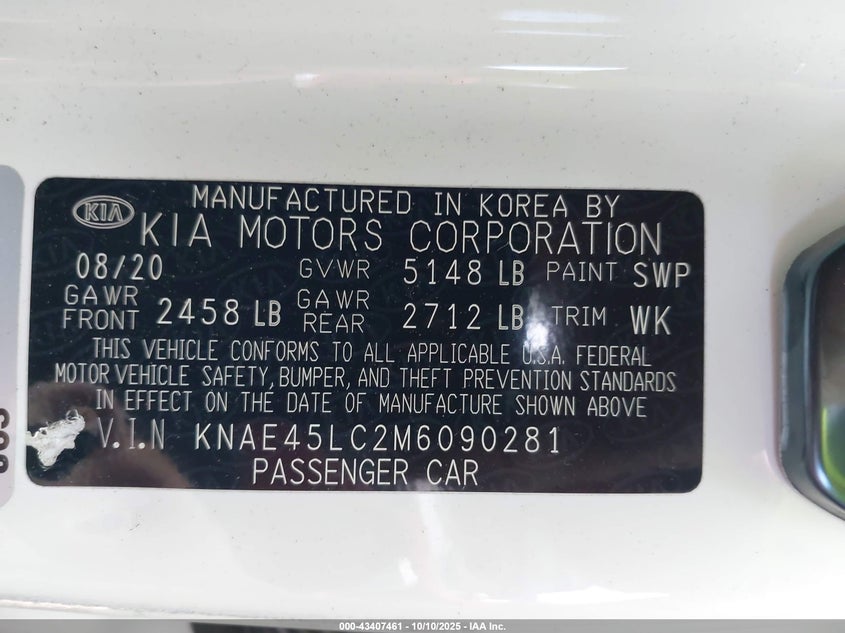 MANUFACTURED IN KOREA BY
KIA
KIA MOTORS CORPORATION
08/20 GVWR 5148 LB PAINT SWP
GAWR FRONT 2458 LB GAWR REAR 2712 LB TRIM WK
THIS VEHICLE CONFORMS TO ALL APPLICABLE U.S.A. FEDERAL
MOTOR VEHICLE SAFETY, BUMPER, AND THEFT PREVENTION STANDARDS
IN EFFECT ON THE DATE OF MANUFACTURE SHOWN ABOVE
V.I.N KNAE45LC2M6090281
PASSENGER CAR
000-43407461 - 10/10/2025 - IAA Inc.